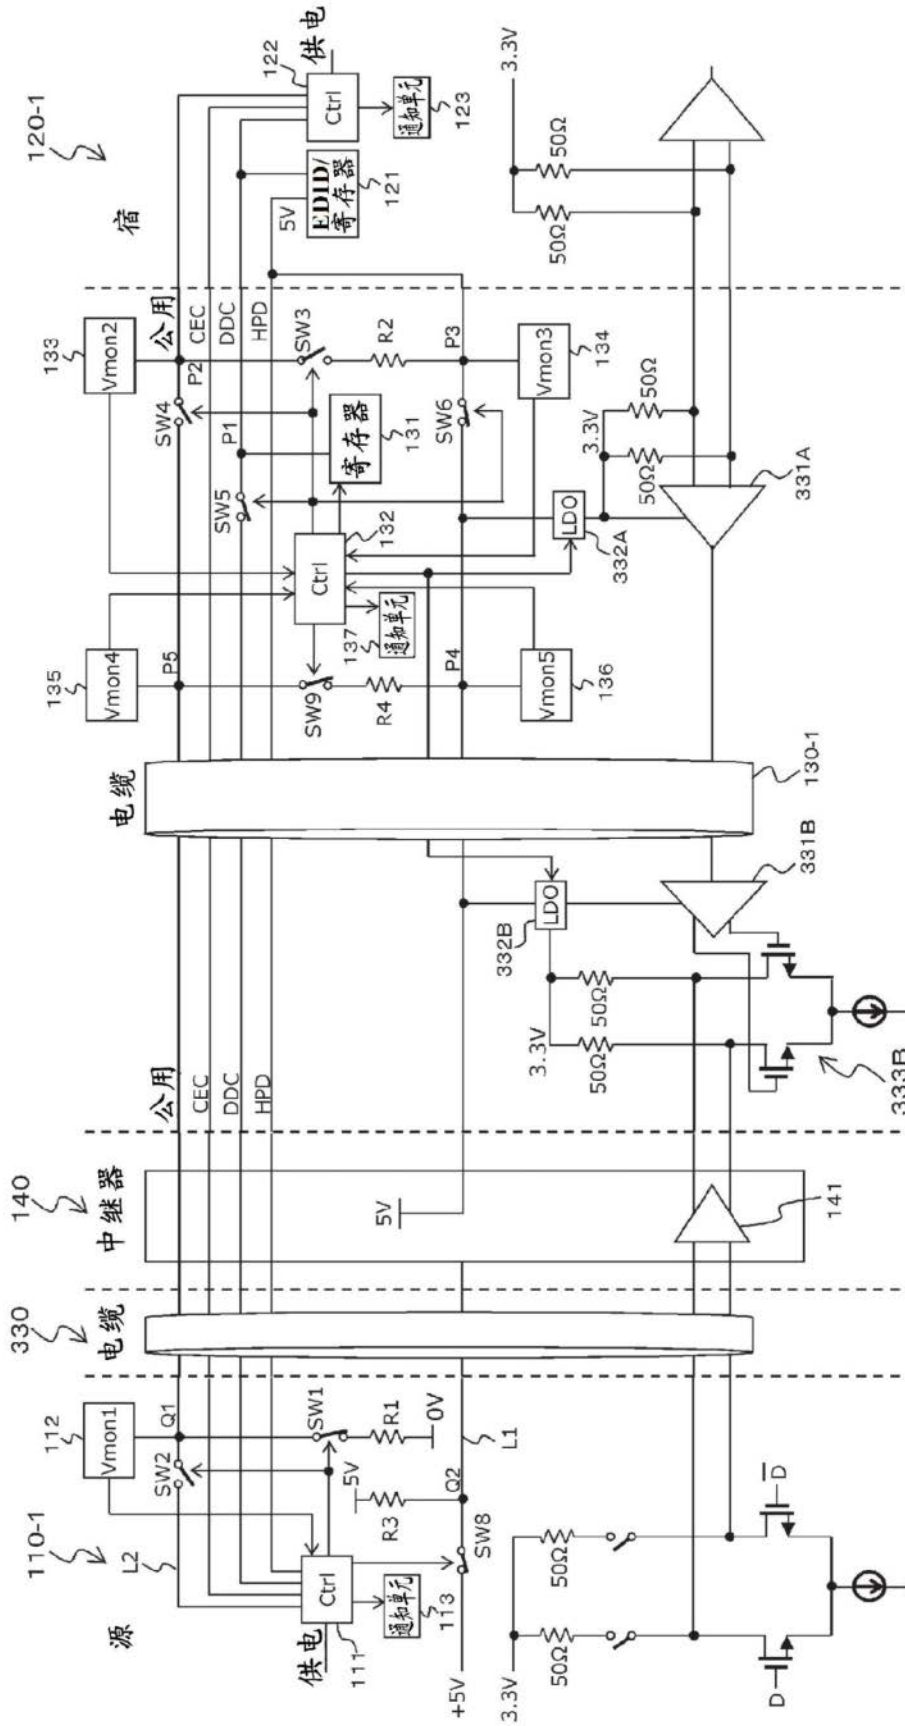 110-1
源
L2
112
Vmon1
Q1
SW2
供电
111
Ctrl
通知单元
113
SW1
R1
0V
5V
R3
Q2
L1
SW8
+5V
3.3V
50Ω
50Ω
D
D̅
330
电缆
140
中继器
5V
141
公用
CEC
DDC
HPD
332B
LDO
3.3V
50Ω
50Ω
331B
333B
电缆
130-1
135
Vmon4
P5
SW9
R4
P4
Vmon5
136
137
通知单元
Ctrl
132
SW5
P1
寄存器
131
133
Vmon2
SW4
P2
公用
CEC
DDC
HPD
SW3
R2
P3
SW6
Vmon3
134
LDO
332A
3.3V
50Ω
50Ω
331A
120-1
宿
供电
122
Ctrl
通知单元
123
5V
EDID/
寄存器
121
3.3V
50Ω
50Ω